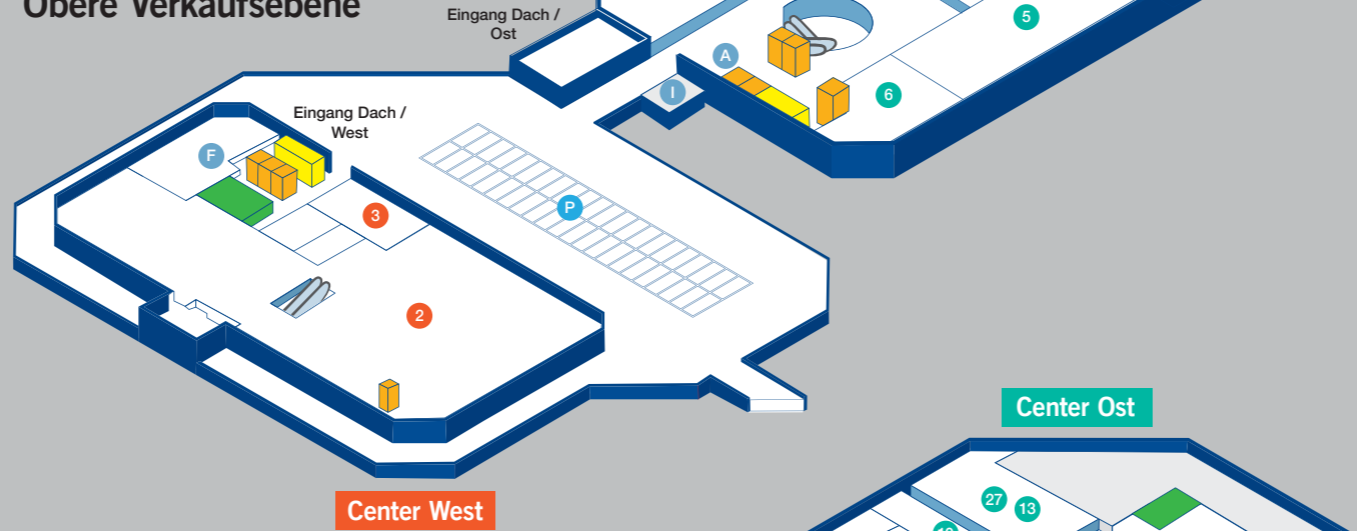 Obere Verkaufsebene
Eingang Dach /
Ost
5
A
I
6
Eingang Dach /
West
F
3
P
2
Center Ost
27
13
Center West